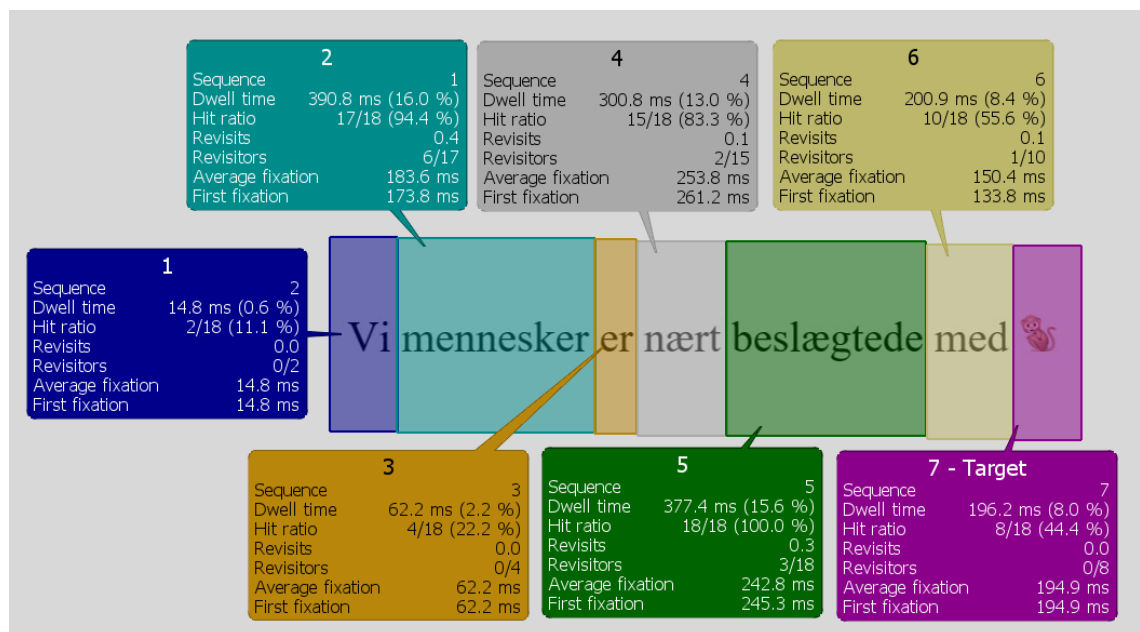 2
Sequence 1
Dwell time 390.8 ms (16.0 %)
Hit ratio 17/18 (94.4 %)
Revisits 0.4
Revisitors 6/17
Average fixation 183.6 ms
First fixation 173.8 ms
4
Sequence 4
Dwell time 300.8 ms (13.0 %)
Hit ratio 15/18 (83.3 %)
Revisits 0.1
Revisitors 2/15
Average fixation 253.8 ms
First fixation 261.2 ms
6
Sequence 6
Dwell time 200.9 ms (8.4 %)
Hit ratio 10/18 (55.6 %)
Revisits 0.1
Revisitors 1/10
Average fixation 150.4 ms
First fixation 133.8 ms
1
Sequence 2
Dwell time 14.8 ms (0.6 %)
Hit ratio 2/18 (11.1 %)
Revisits 0.0
Revisitors 0/2
Average fixation 14.8 ms
First fixation 14.8 ms
Vi mennesker er nært beslægtede med 🐒
3
Sequence 3
Dwell time 62.2 ms (2.2 %)
Hit ratio 4/18 (22.2 %)
Revisits 0.0
Revisitors 0/4
Average fixation 62.2 ms
First fixation 62.2 ms
5
Sequence 5
Dwell time 377.4 ms (15.6 %)
Hit ratio 18/18 (100.0 %)
Revisits 0.3
Revisitors 3/18
Average fixation 242.8 ms
First fixation 245.3 ms
7 - Target
Sequence 7
Dwell time 196.2 ms (8.0 %)
Hit ratio 8/18 (44.4 %)
Revisits 0.0
Revisitors 0/8
Average fixation 194.9 ms
First fixation 194.9 ms